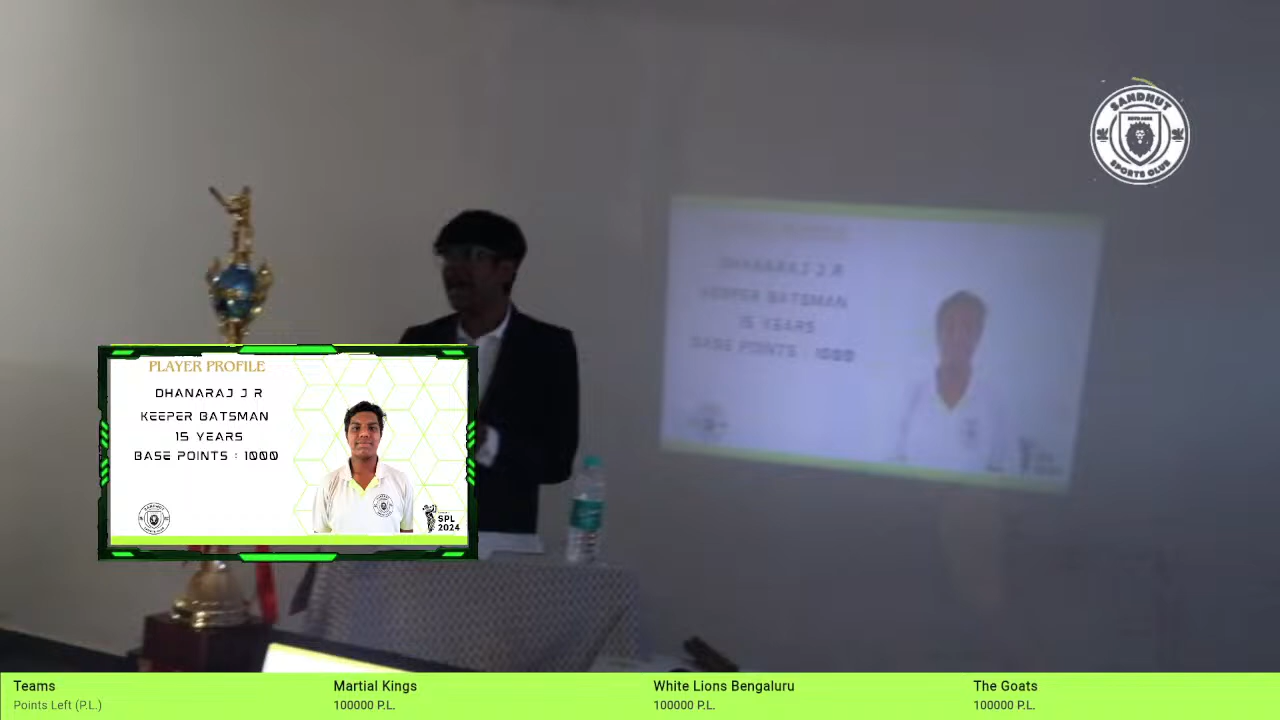 SANDHUT
SPORTS CLUB
DHANARAJ J R
KEEPER BATSMAN
15 YEARS
BASE POINTS : 1000
PLAYER PROFILE
DHANARAJ J R
KEEPER BATSMAN
15 YEARS
BASE POINTS : 1000
SPL
2024
Teams
Points Left (P.L.)
Martial Kings
100000 P.L.
White Lions Bengaluru
100000 P.L.
The Goats
100000 P.L.